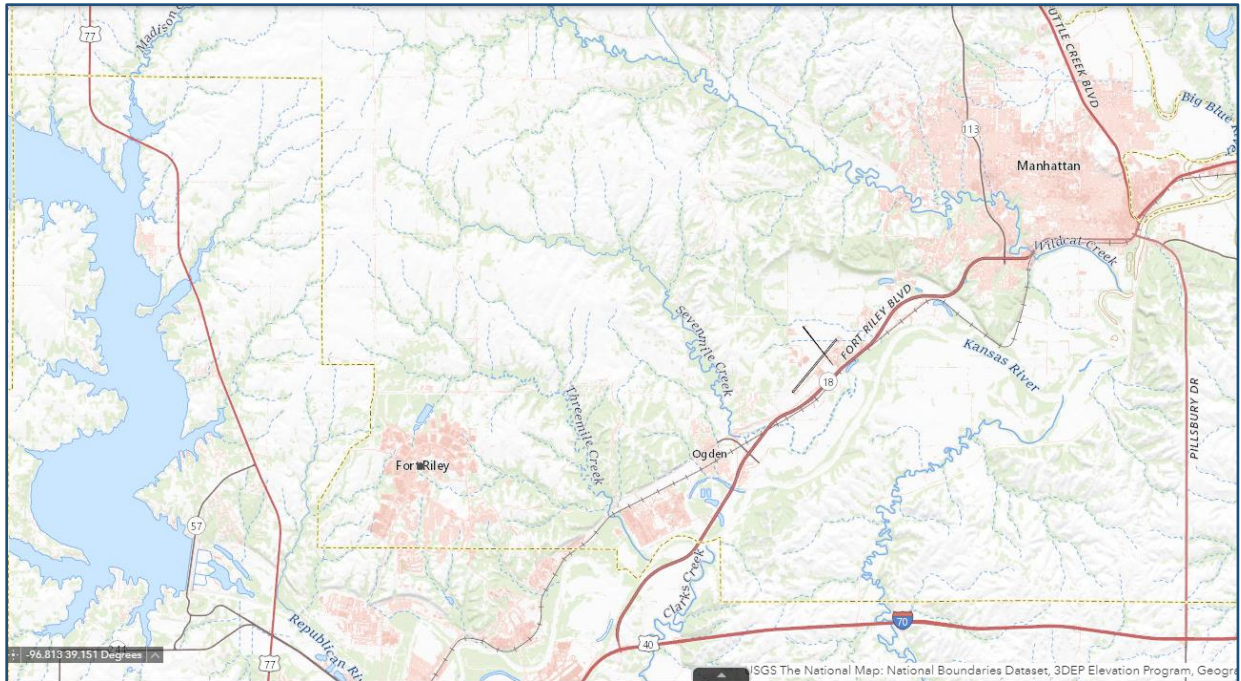 77
Madison
TUTTLE CREEK BLVD
Big Blue River
113
Manhattan
Wildcat Creek
Sevenmile Creek
FORT RILEY BLVD
Kansas River
18
Threemile Creek
PILLSBURY DR
Ogden
Fort Riley
57
Clarks Creek
Republican Ri
70
40
77
-96.813 39.151 Degrees
USGS The National Map: National Boundaries Dataset, 3DEP Elevation Program, Geogra